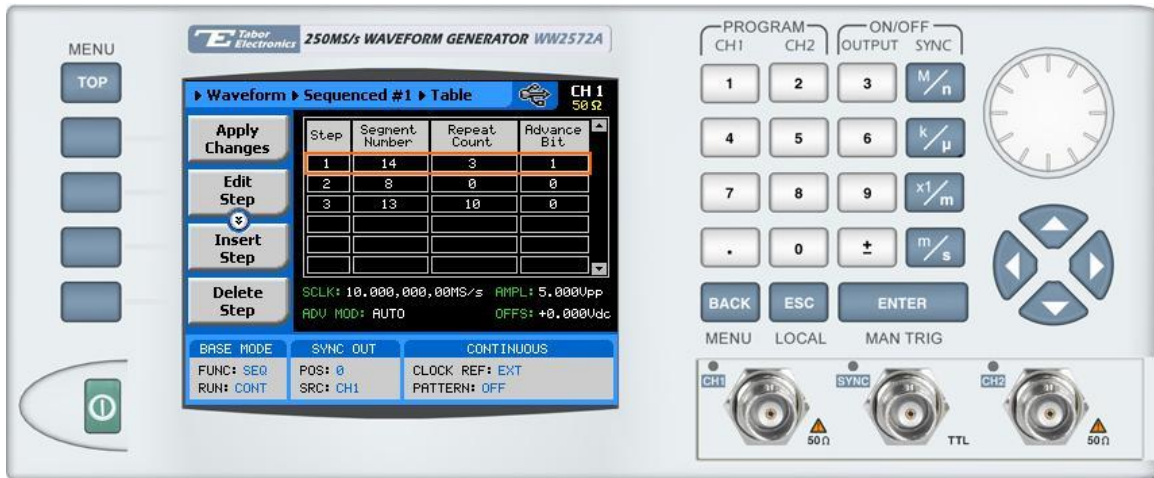 MENU
TOP
Tabor Electronics 250MS/s WAVEFORM GENERATOR WW2572A
Waveform Sequenced #1 Table
CH 1
50 Ω
Apply Changes
Edit Step
Insert Step
Delete Step
Step Segment Number Repeat Count Advance Bit
1 14 3 1
2 8 0 0
3 13 10 0
SCLK: 10.000,000,00MS/s AMPL: 5.000Vpp
ADV MOD: AUTO OFFS: +0.000Vdc
BASE MODE SYNC OUT CONTINUOUS
FUNC: SEQ POS: 0 CLOCK REF: EXT
RUN: CONT SRC: CH1 PATTERN: OFF
PROGRAM ON/OFF
CH1 CH2 OUTPUT SYNC
1 2 3 M/n
4 5 6 k/µ
7 8 9 x1/m
. 0 ± m/s
BACK ESC ENTER
MENU LOCAL MAN TRIG
CH1 SYNC CH2
50Ω TTL 50Ω